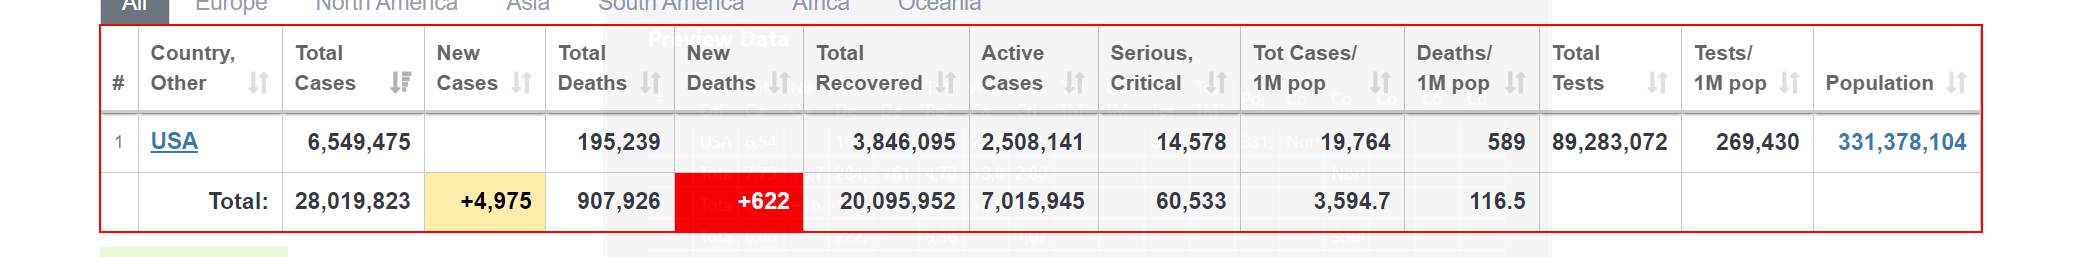 All Europe North America Asia South America Africa Oceania
Preview Data
# Country, Other Total Cases New Cases Total Deaths New Deaths Total Recovered Active Cases Serious, Critical Tot Cases/ 1M pop Deaths/ 1M pop Total Tests Tests/ 1M pop Population
1 USA 6,549,475 195,239 3,846,095 2,508,141 14,578 19,764 589 89,283,072 269,430 331,378,104
Total: 28,019,823 +4,975 907,926 +622 20,095,952 7,015,945 60,533 3,594.7 116.5